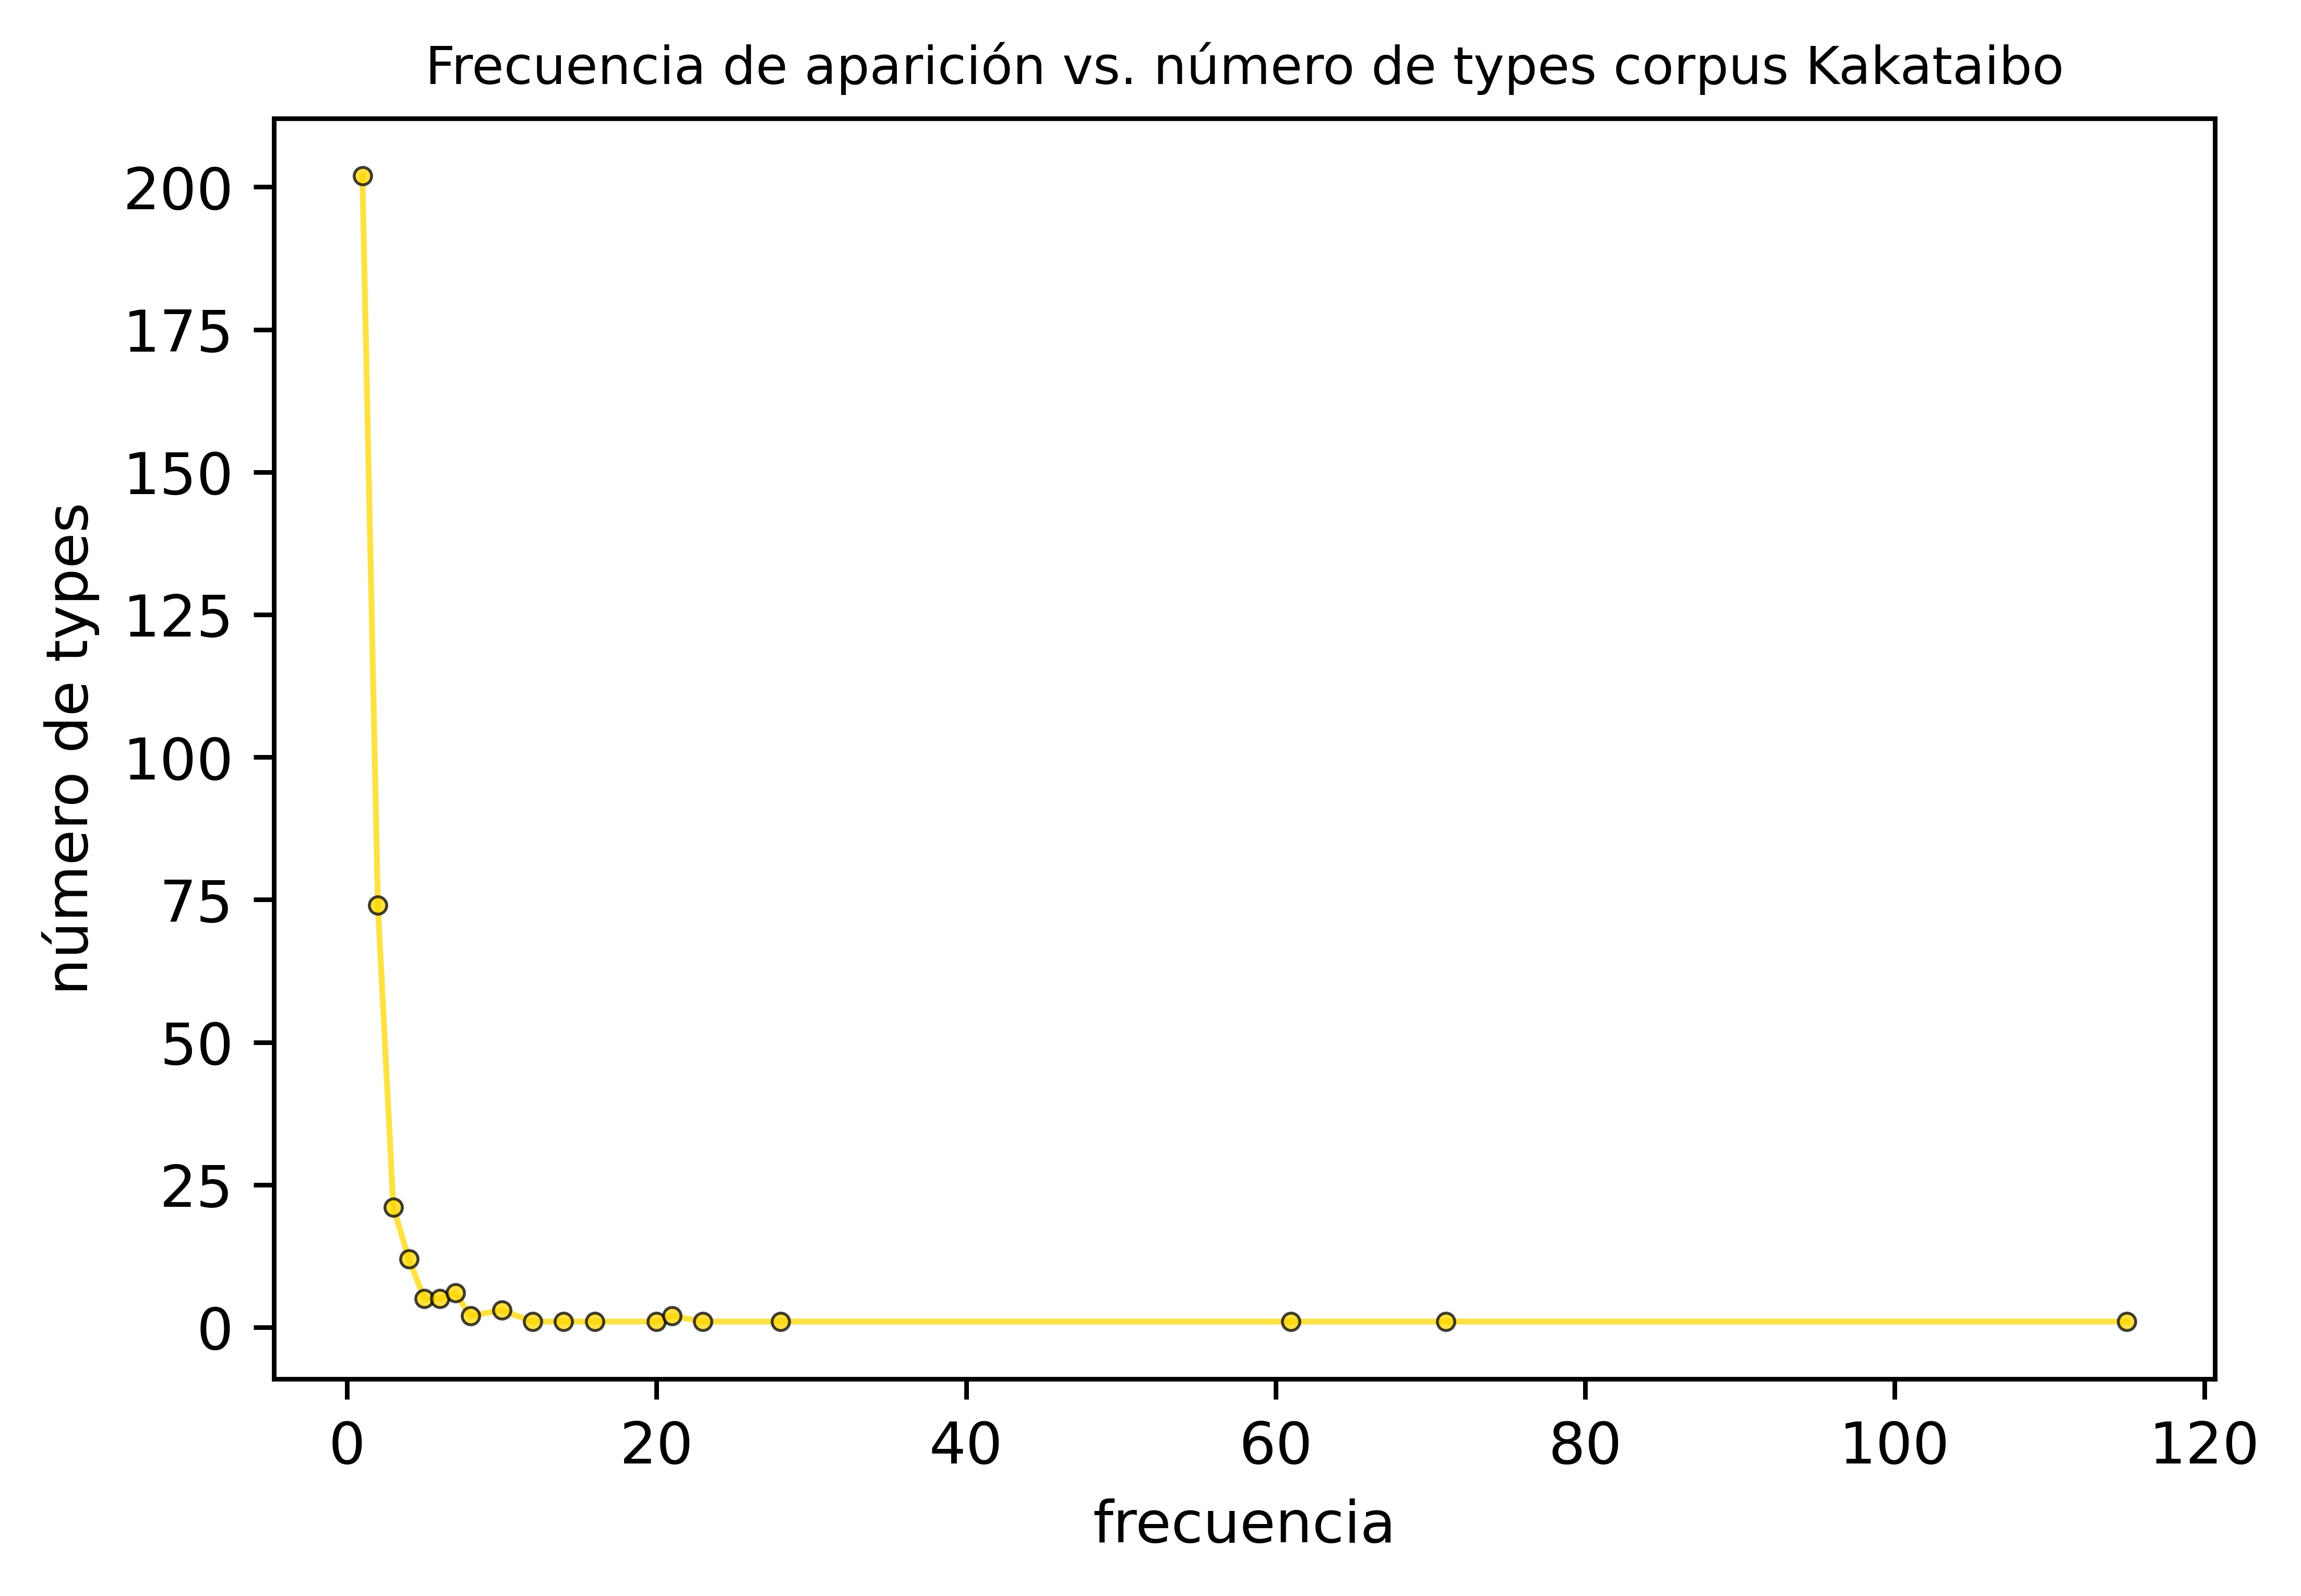 Frecuencia de aparición vs. número de types corpus Kakataibo
número de types
200
175
150
125
100
75
50
25
0
0 20 40 60 80 100 120
frecuencia